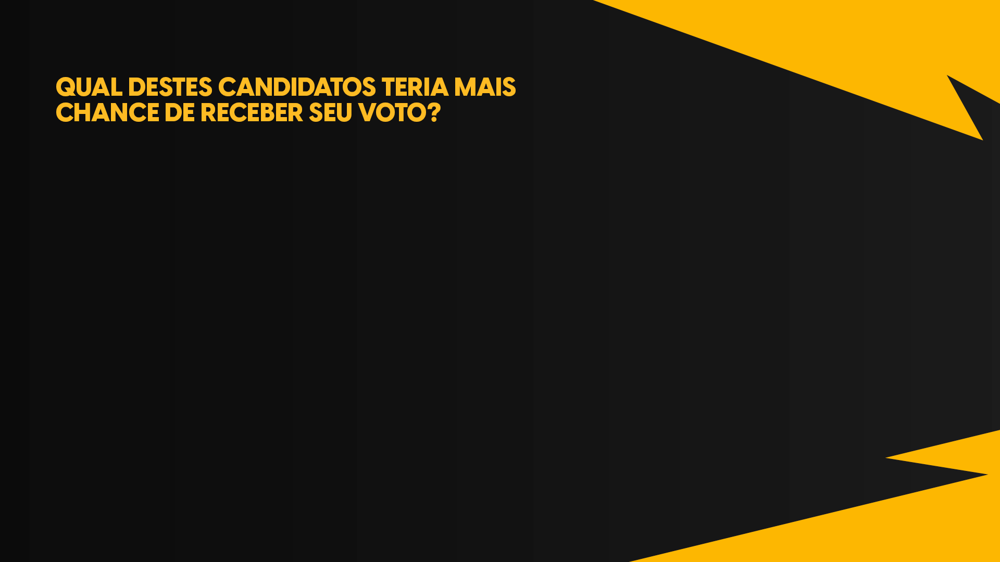 QUAL DESTES CANDIDATOS TERIA MAIS
CHANCE DE RECEBER SEU VOTO?